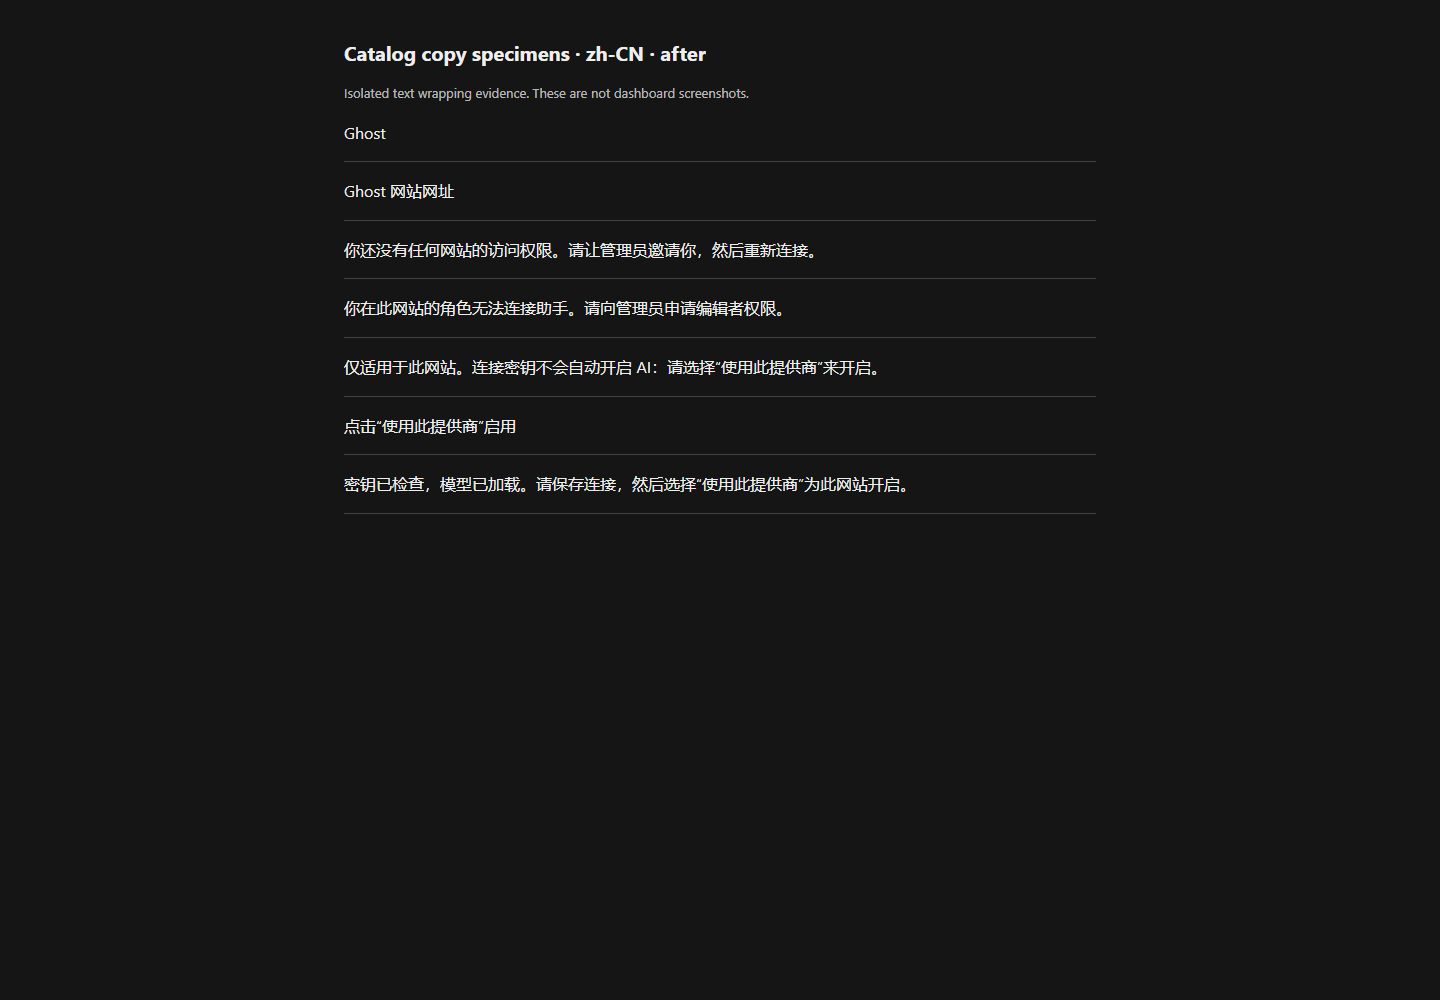 Catalog copy specimens · zh-CN · after
Isolated text wrapping evidence. These are not dashboard screenshots.
Ghost
Ghost 网站网址
你还没有任何网站的访问权限。请让管理员邀请你，然后重新连接。
你在此网站的角色无法连接助手。请向管理员申请编辑者权限。
仅适用于此网站。连接密钥不会自动开启 AI：请选择“使用此提供商”来开启。
点击“使用此提供商”启用
密钥已检查，模型已加载。请保存连接，然后选择“使用此提供商”为此网站开启。